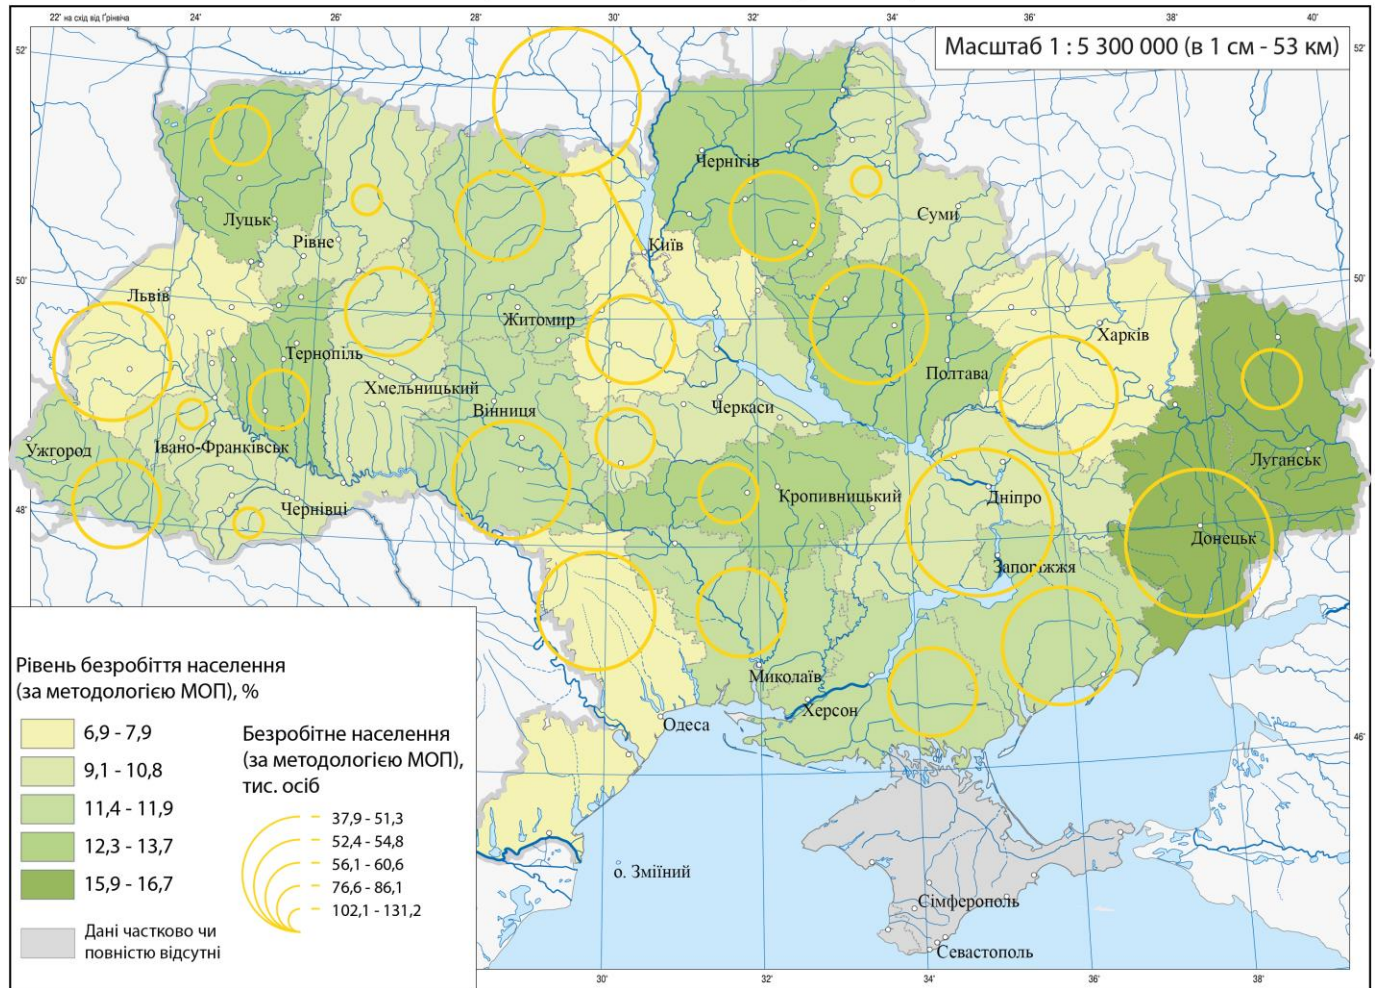 22' на схід від Ґрінвіча
24'
26'
28'
30'
32'
34'
36'
38'
40'
Масштаб 1 : 5 300 000 (в 1 см - 53 км)
52'
52'
Чернігів
Луцьк
Суми
Рівне
Київ
50'
50'
Львів
Житомир
Харків
Тернопіль
Хмельницький
Полтава
Вінниця
Черкаси
Ужгород
Івано-Франківськ
Луганськ
Кропивницький
Дніпро
48'
Чернівці
Донецьк
Запоріжжя
Миколаїв
Херсон
Одеса
46'
о. Зміїний
Сімферополь
Севастополь
Рівень безробіття населення
(за методологією МОП), %
6,9 - 7,9
9,1 - 10,8
11,4 - 11,9
12,3 - 13,7
15,9 - 16,7
Дані частково чи
повністю відсутні
Безробітне населення
(за методологією МОП),
тис. осіб
37,9 - 51,3
52,4 - 54,8
56,1 - 60,6
76,6 - 86,1
102,1 - 131,2
30'
32'
34'
36'
38'